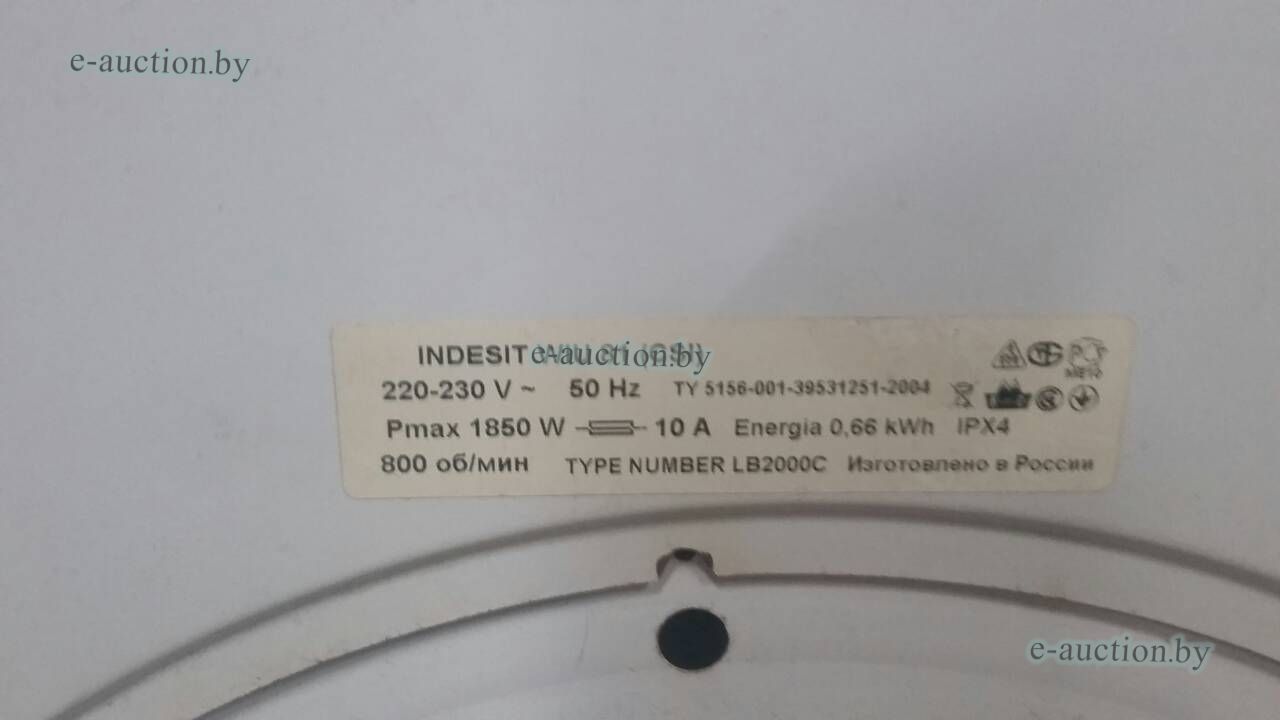 e-auction.by
INDESIT e-auction.by
220-230 V ~ 50 Hz ТУ 5156-001-39531251-2004
Pmax 1850 W 10 A Energia 0,66 kWh IPX4
800 об/мин TYPE NUMBER LB2000C Изготовлено в России
e-auction.by